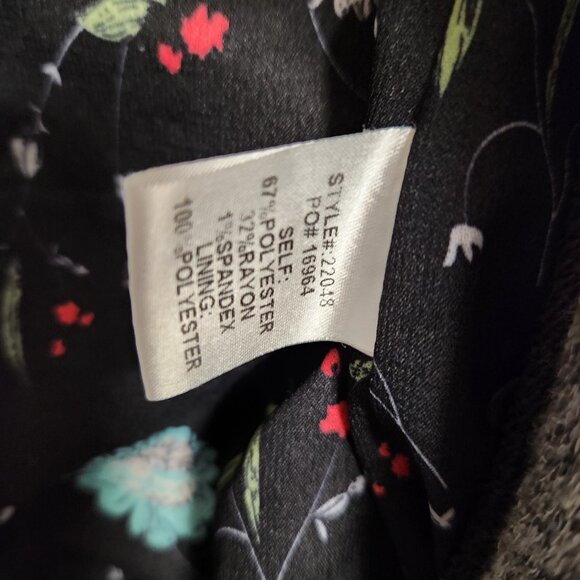 STYLE#:22048
PO# 16964
SELF:
67%POLYESTER
32%RAYON
1%SPANDEX
LINING:
100%POLYESTER